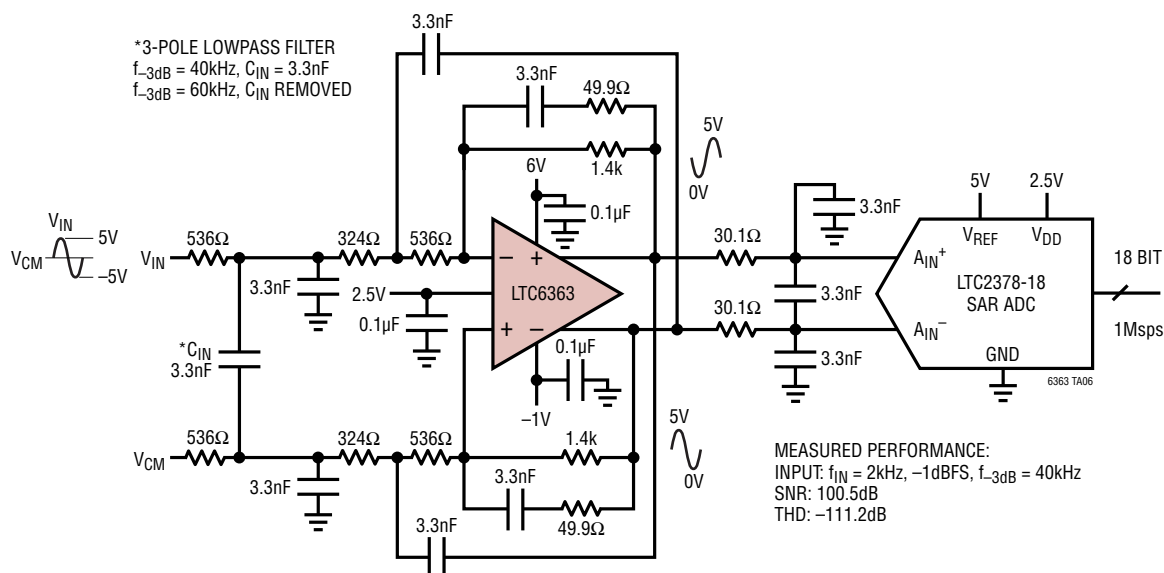 3.3nF
*3-POLE LOWPASS FILTER
f–3dB = 40kHz, CIN = 3.3nF
f–3dB = 60kHz, CIN REMOVED
3.3nF
49.9Ω
1.4k
5V
0V
6V
0.1µF
3.3nF
5V
2.5V
VIN
5V
VCM
–5V
VIN
536Ω
324Ω
536Ω
–
+
30.1Ω
AIN+
VREF
VDD
18 BIT
3.3nF
2.5V
LTC6363
3.3nF
LTC2378-18
SAR ADC
0.1µF
+
–
30.1Ω
AIN–
1Msps
*CIN
3.3nF
0.1µF
3.3nF
GND
6363 TA06
–1V
5V
0V
VCM
536Ω
324Ω
536Ω
1.4k
3.3nF
3.3nF
49.9Ω
3.3nF
MEASURED PERFORMANCE:
INPUT: fIN = 2kHz, –1dBFS, f–3dB = 40kHz
SNR: 100.5dB
THD: –111.2dB